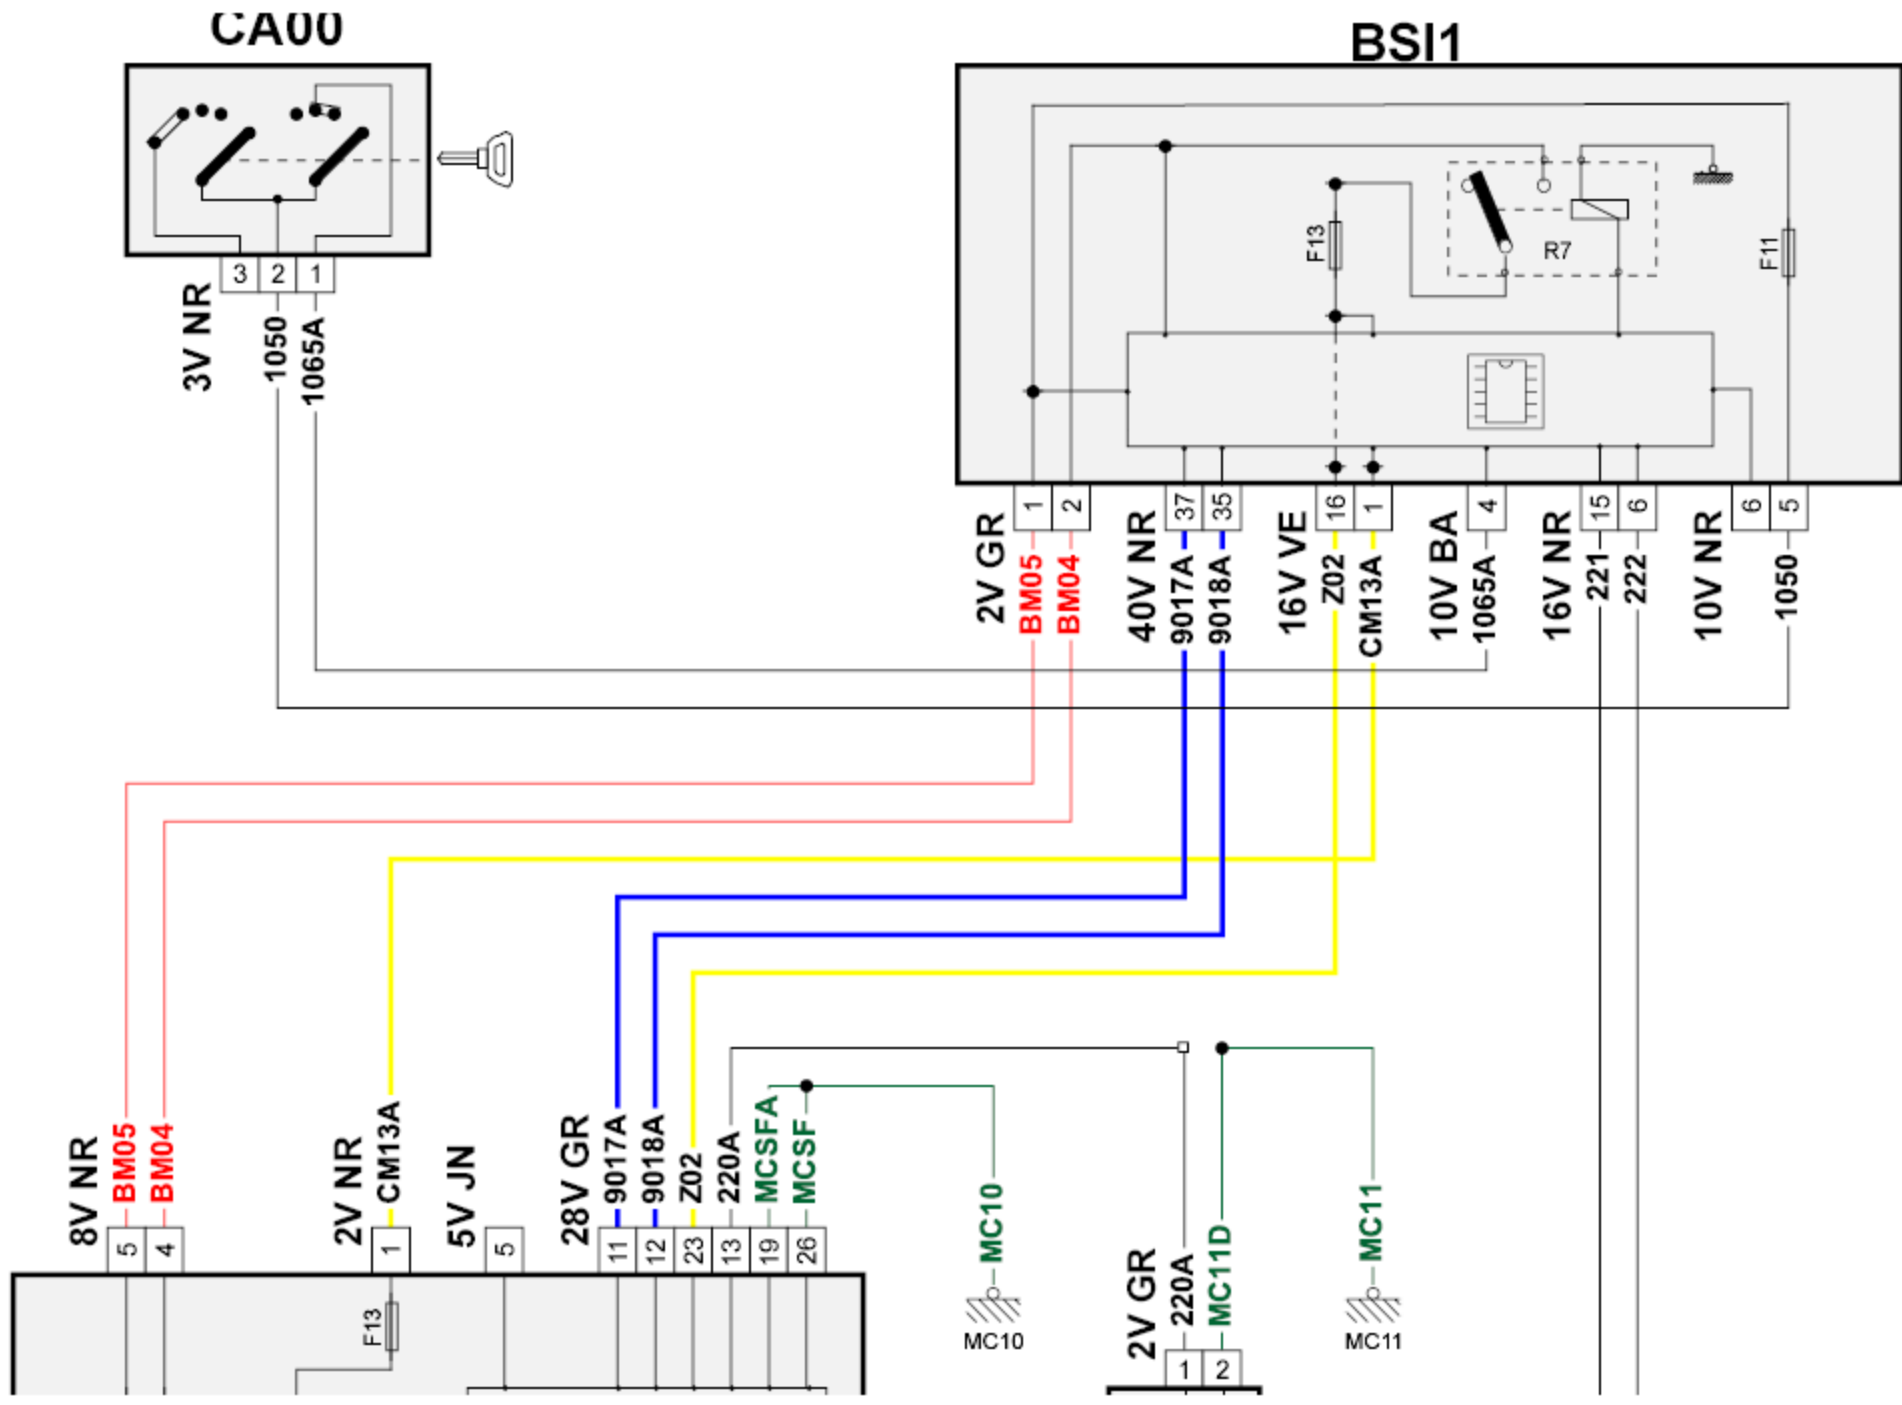 CA00
BSI1
F13
R7
F11
3 2 1
3V NR
1050
1065A
1 2 37 35 16 1 4 15 6 6 5
2V GR
BM05
BM04
40V NR
9017A
9018A
16V VE
Z02
CM13A
10V BA
1065A
16V NR
221
222
10V NR
1050
8V NR
BM05
BM04
2V NR
CM13A
5V JN
28V GR
9017A
9018A
Z02
220A
MCSFA
MCSF
MC10
MC11
5 4 1 5 11 12 23 13 19 26
2V GR
220A
MC11D
MC10
MC11
F13
1 2